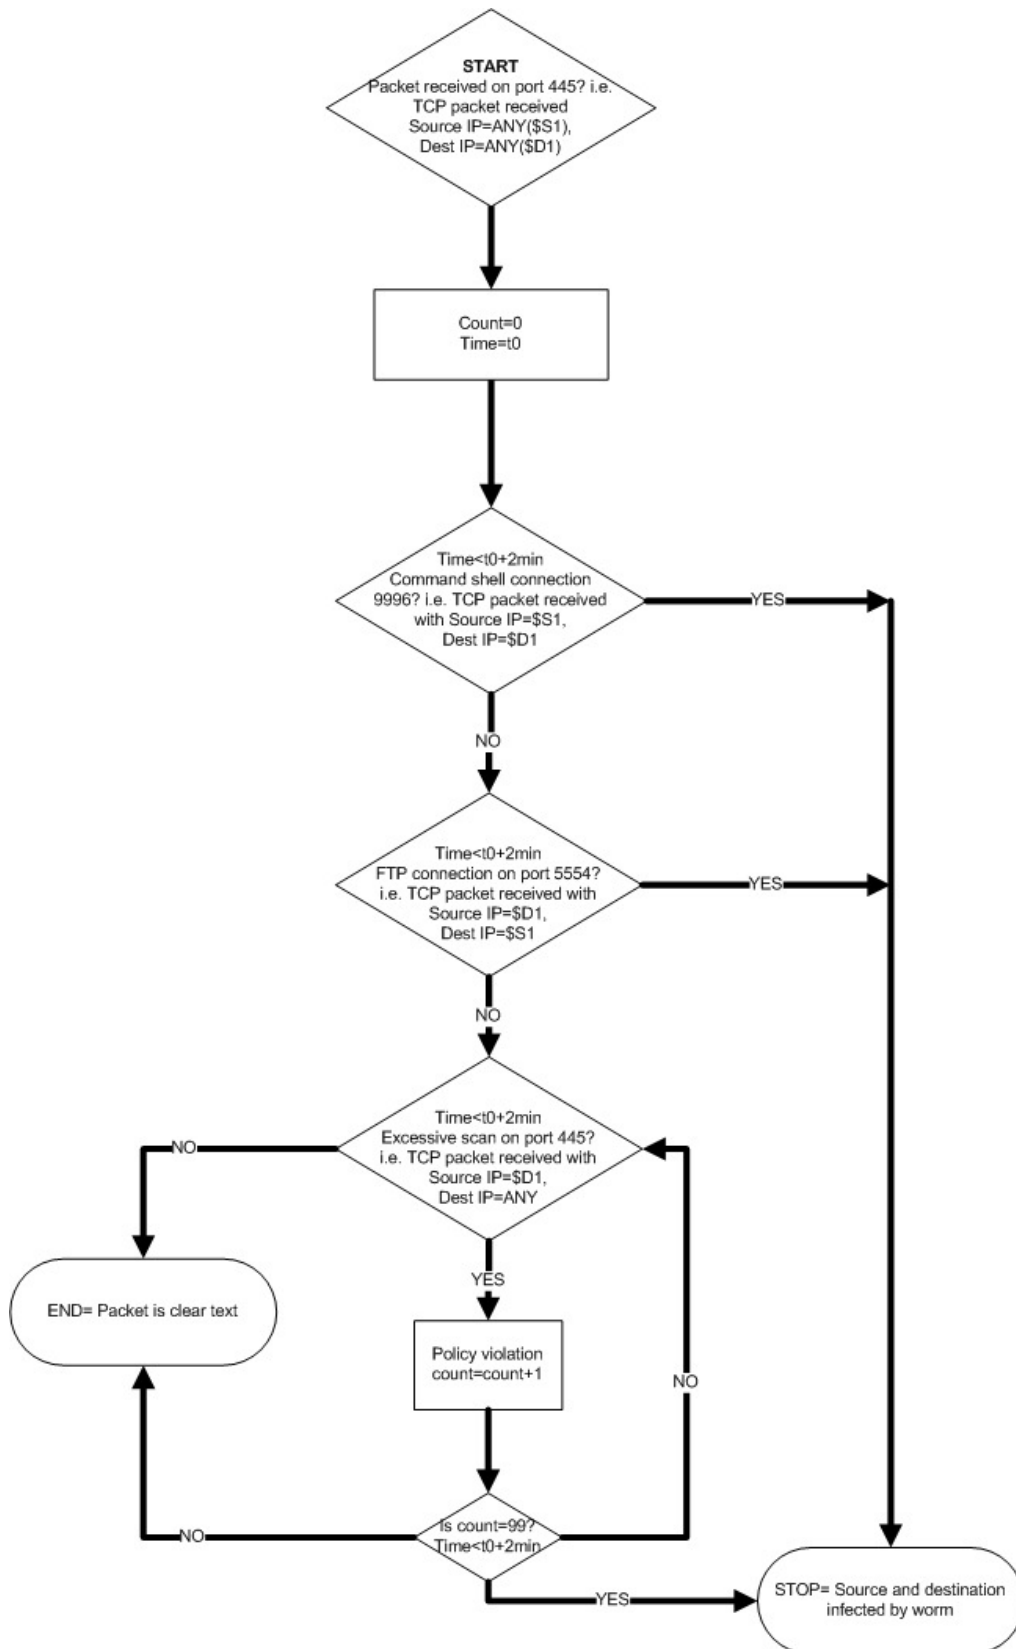 START
Packet received on port 445? i.e.
TCP packet received
Source IP=ANY($S1),
Dest IP=ANY($D1)
Count=0
Time=t0
Time<t0+2min
Command shell connection
9996? i.e. TCP packet received
with Source IP=$S1,
Dest IP=$D1
YES
NO
Time<t0+2min
FTP connection on port 5554?
i.e. TCP packet received with
Source IP=$D1,
Dest IP=$S1
YES
NO
Time<t0+2min
Excessive scan on port 445?
i.e. TCP packet received with
Source IP=$D1,
Dest IP=ANY
NO
YES
END= Packet is clear text
Policy violation
count=count+1
NO
Is count=99?
Time<t0+2min
NO
YES
STOP= Source and destination
infected by worm